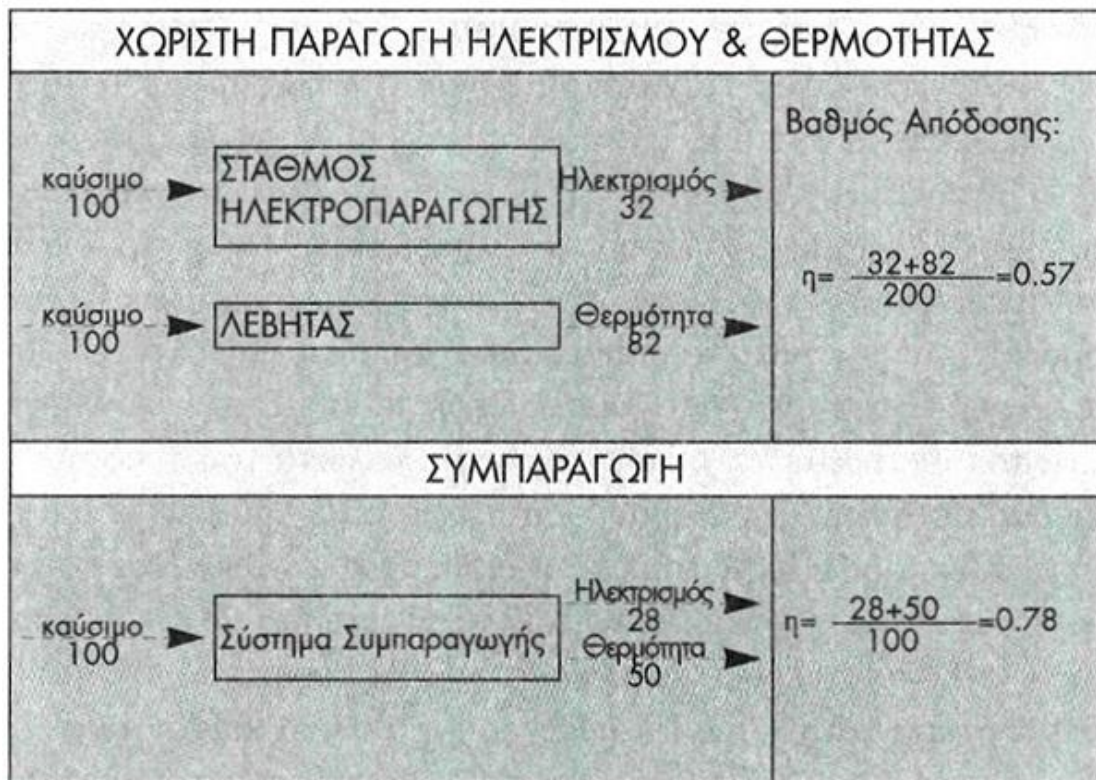 ΧΩΡΙΣΤΗ ΠΑΡΑΓΩΓΗ ΗΛΕΚΤΡΙΣΜΟΥ & ΘΕΡΜΟΤΗΤΑΣ
Βαθμός Απόδοσης:
καύσιμο
100
ΣΤΑΘΜΟΣ
ΗΛΕΚΤΡΟΠΑΡΑΓΩΓΗΣ
Ηλεκτρισμός
32
η= 32+82
200
=0.57
καύσιμο
100
ΛΕΒΗΤΑΣ
Θερμότητα
82
ΣΥΜΠΑΡΑΓΩΓΗ
καύσιμο
100
Σύστημα Συμπαραγωγής
Ηλεκτρισμός
28
Θερμότητα
50
η= 28+50
100
=0.78